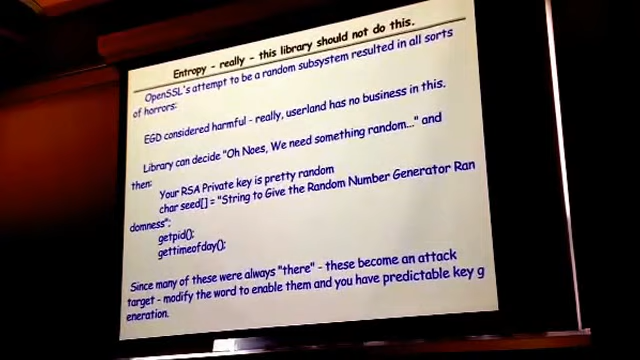 Entropy - really - this library should not do this.
OpenSSL's attempt to be a random subsystem resulted in all sorts
of horrors:
EGD considered harmful - really, userland has no business in this.
Library can decide "Oh Noes, We need something random..." and
then:
Your RSA Private key is pretty random
char seed[] = "String to Give the Random Number Generator Ran
domness";
getpid();
gettimeofday();
Since many of these were always "there" - these become an attack
target - modify the word to enable them and you have predictable key g
eneration.